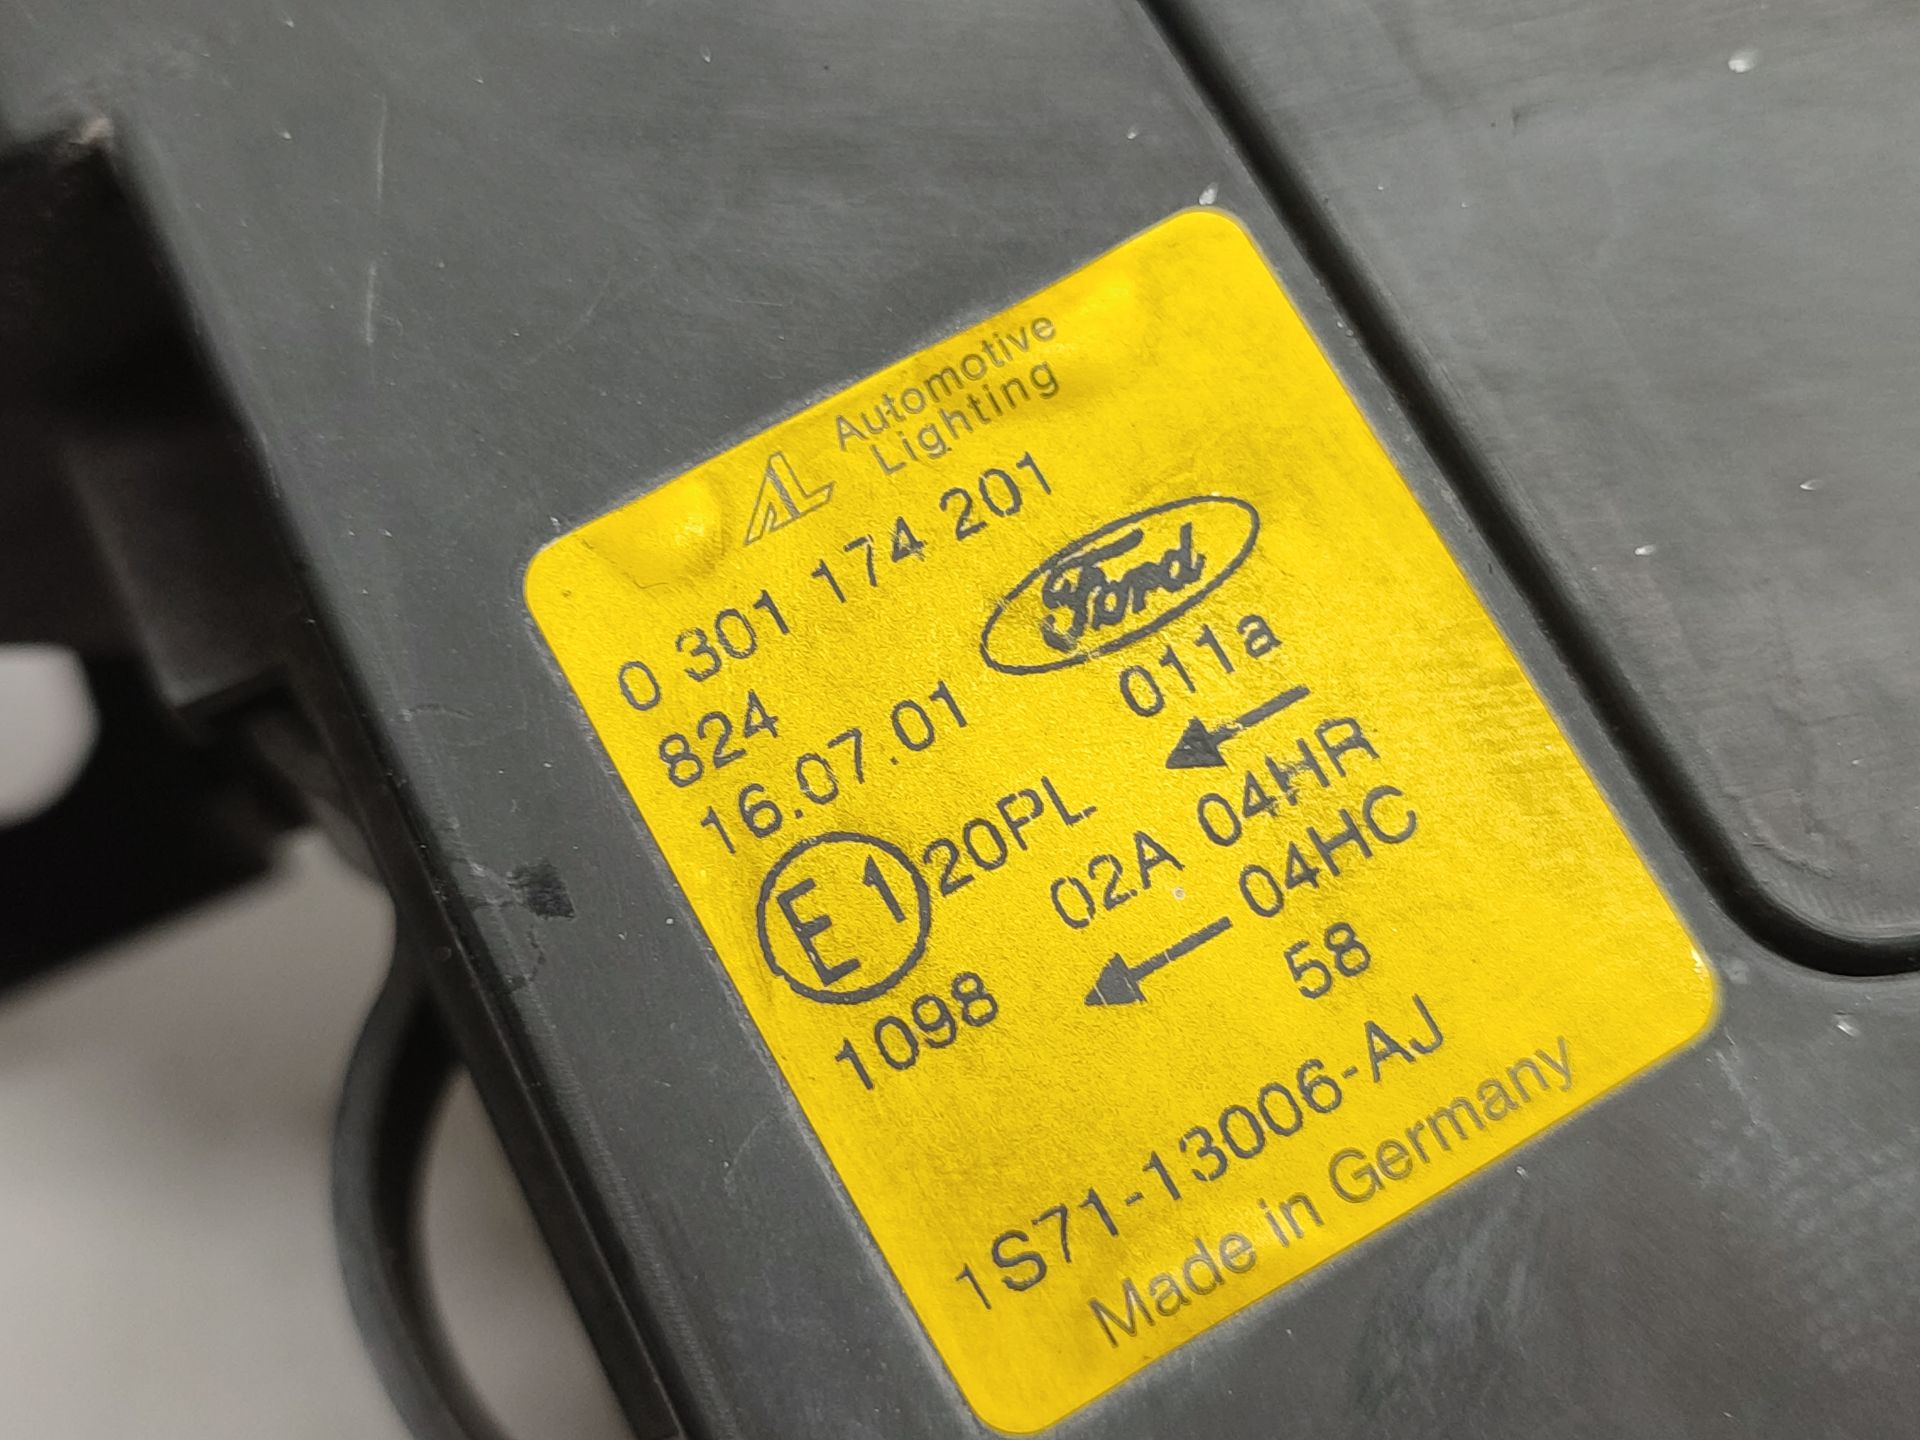 AL Automotive
Lighting
0 301 174 201
Ford
824
16.07.01 011a
E1 20PL
02A 04HR
04HC
1098 58
1S71-13006-AJ
Made in Germany